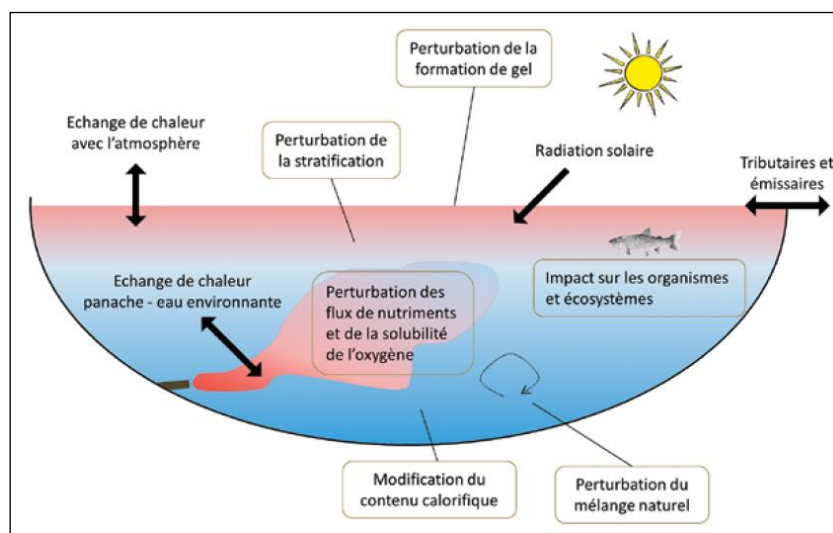 Perturbation de la
formation de gel
Echange de chaleur
avec l'atmosphère
Perturbation de
la stratification
Radiation solaire
Tributaires et
émissaires
Echange de chaleur
panache - eau environnante
Perturbation des
flux de nutriments
et de la solubilité
de l'oxygène
Impact sur les organismes
et écosystèmes
Modification du
contenu calorifique
Perturbation du
mélange naturel